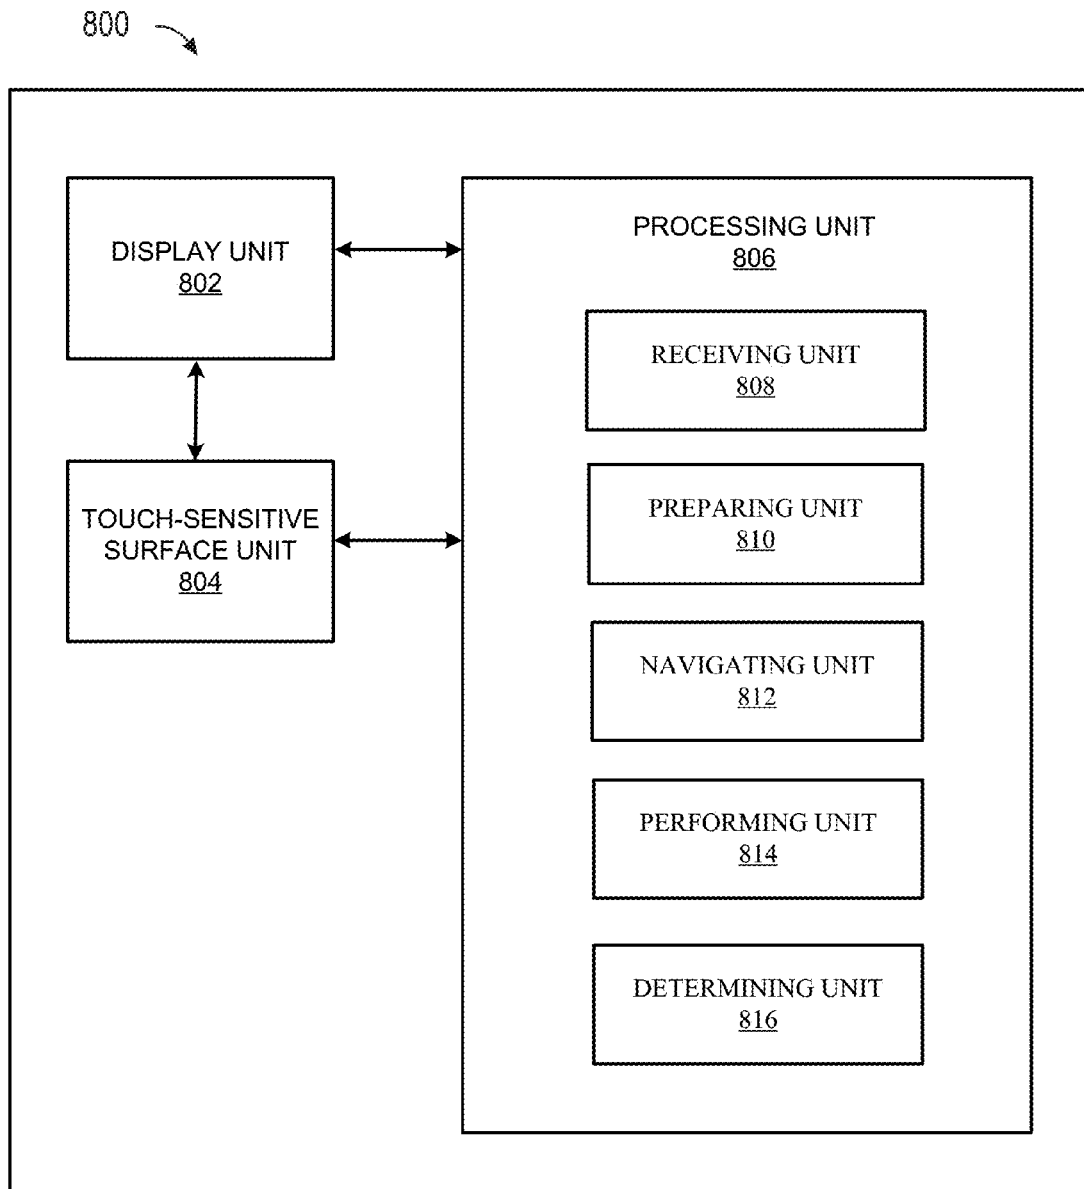 800
DISPLAY UNIT
802
TOUCH-SENSITIVE
SURFACE UNIT
804
PROCESSING UNIT
806
RECEIVING UNIT
808
PREPARING UNIT
810
NAVIGATING UNIT
812
PERFORMING UNIT
814
DETERMINING UNIT
816